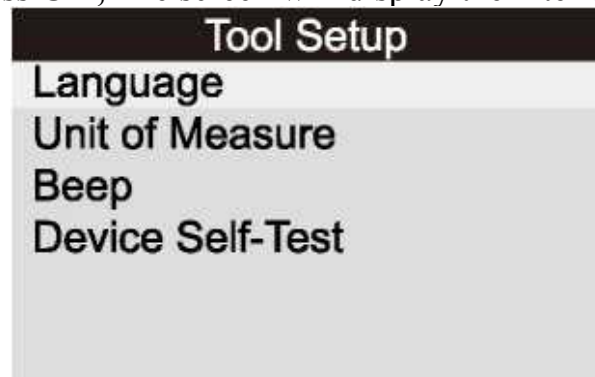 Tool Setup
Language
Unit of Measure
Beep
Device Self-Test